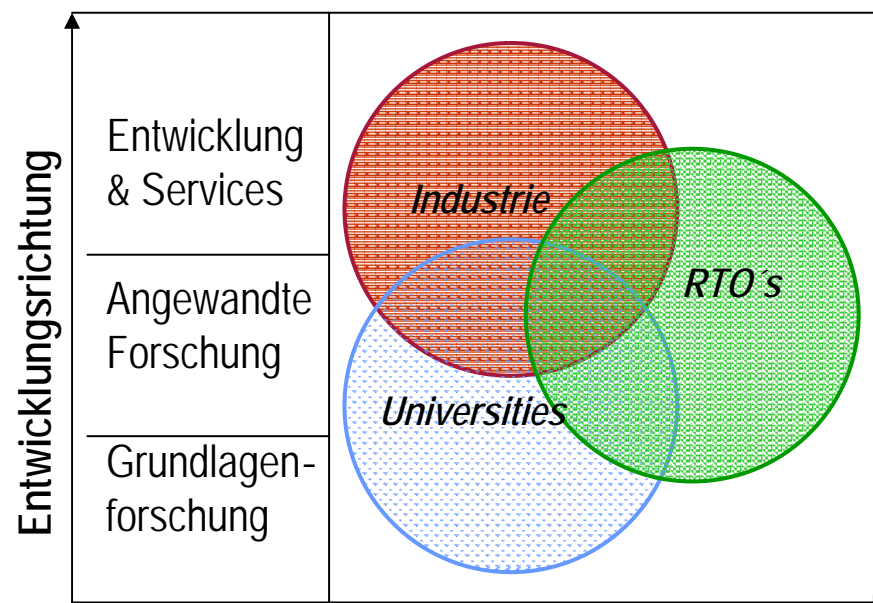 Entwicklungsrichtung
Entwicklung
& Services
Angewandte
Forschung
Grundlagen-
forschung
Industrie
RTO´s
Universities